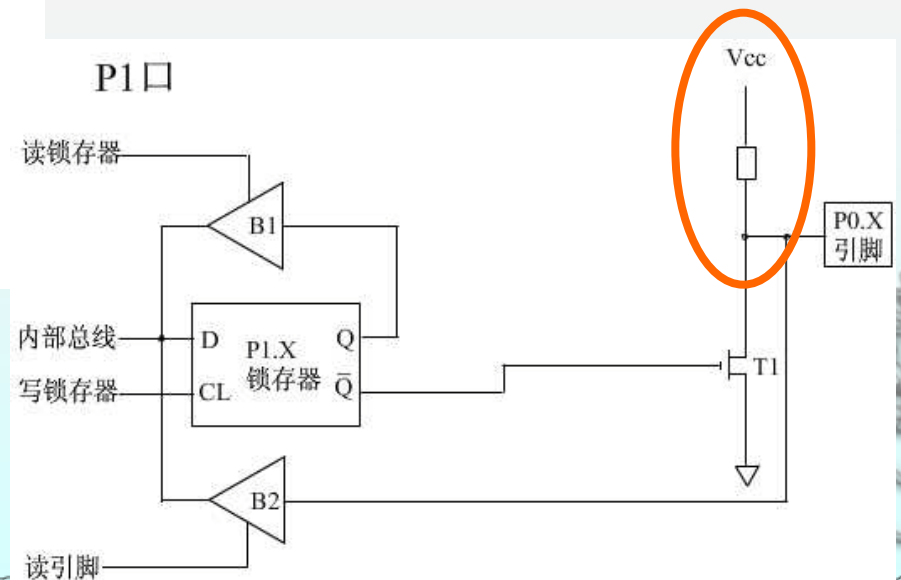 P1口
Vcc
读锁存器
B1
P0.X
引脚
内部总线
D
P1.X
Q
锁存器
写锁存器
CL
Q̅
T1
B2
读引脚